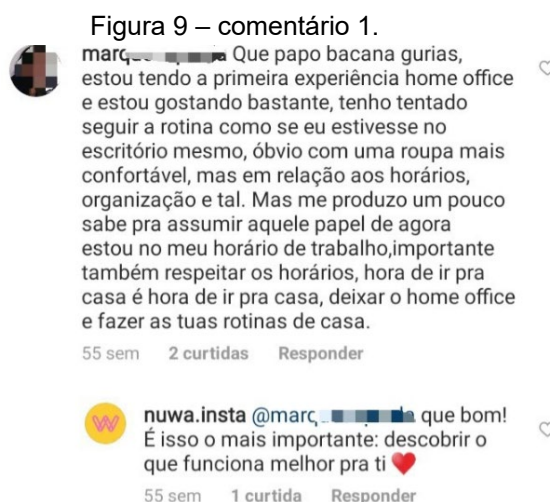 Figura 9 – comentário 1.
Que papo bacana gurias,
estou tendo a primeira experiência home office
e estou gostando bastante, tenho tentado
seguir a rotina como se eu estivesse no
escritório mesmo, óbvio com uma roupa mais
confortável, mas em relação aos horários,
organização e tal. Mas me produzo um pouco
sabe pra assumir aquele papel de agora
estou no meu horário de trabalho,importante
também respeitar os horários, hora de ir pra
casa é hora de ir pra casa, deixar o home office
e fazer as tuas rotinas de casa.
55 sem 2 curtidas Responder
nuwa.insta que bom!
É isso o mais importante: descobrir o
que funciona melhor pra ti ❤️
55 sem 1 curtida Responder